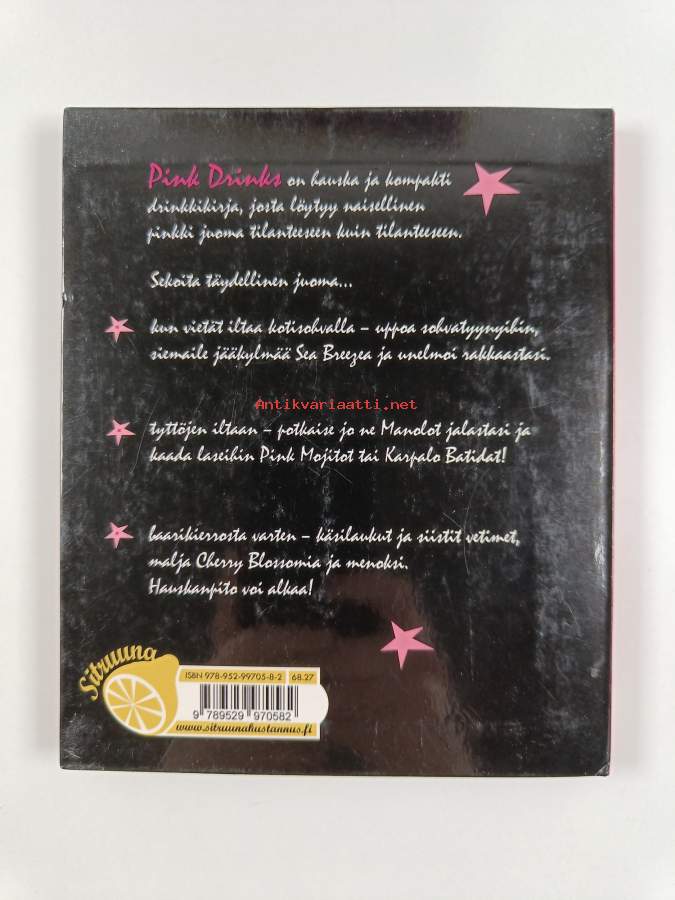 Pink Drinks on hauska ja kompakti
drinkkikirja, josta löytyy naisellinen
pinkki juoma tilanteeseen kuin tilanteeseen.
Sekoita täydellinen juoma...
kun vietät iltaa kotisohvalla – uppoa sohvatyynyihin,
siemaile jääkylmää Sea Breezea ja unelmoi rakkaastasi.
Antikvariaatti.net
tyttöjen iltaan – potkaise jo ne Manolot jalastasi ja
kaada laseihin Pink Mojitot tai Karpalo Batidat!
baarikierrosta varten – käsilaukut ja siistit vetimet,
malja Cherry Blossomia ja menoksi.
Hauskanpito voi alkaa!
Sitruuna
ISBN 978-952-99705-8-2 68.27
9 789529 970582
www.sitruunakustannus.fi